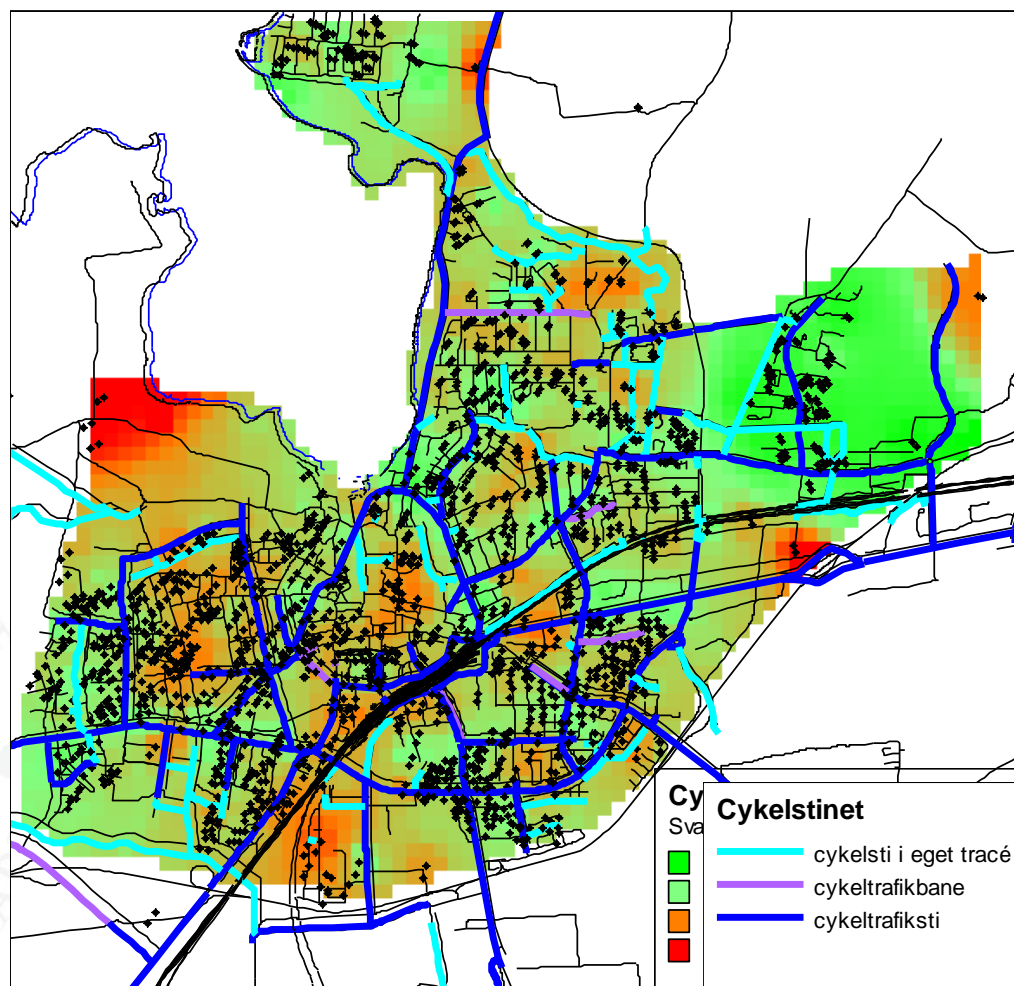 Cy
Sva
Cykelstinet
cykelsti i eget tracé
cykeltrafikbane
cykeltrafiksti